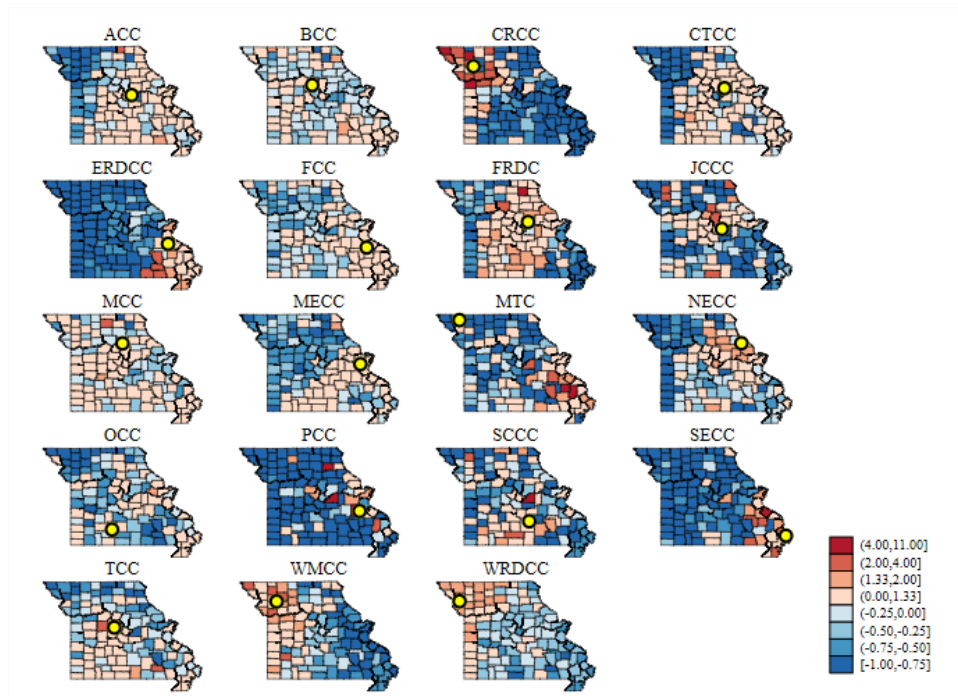 ACC BCC CRCC CTCC
ERDCC FCC FRDC JCCC
MCC MECC MTC NECC
OCC PCC SCCC SECC
TCC WMCC WRDCC
(4.00,11.00]
(2.00,4.00]
(1.33,2.00]
(0.00,1.33]
(-0.25,0.00]
(-0.50,-0.25]
(-0.75,-0.50]
[-1.00,-0.75]